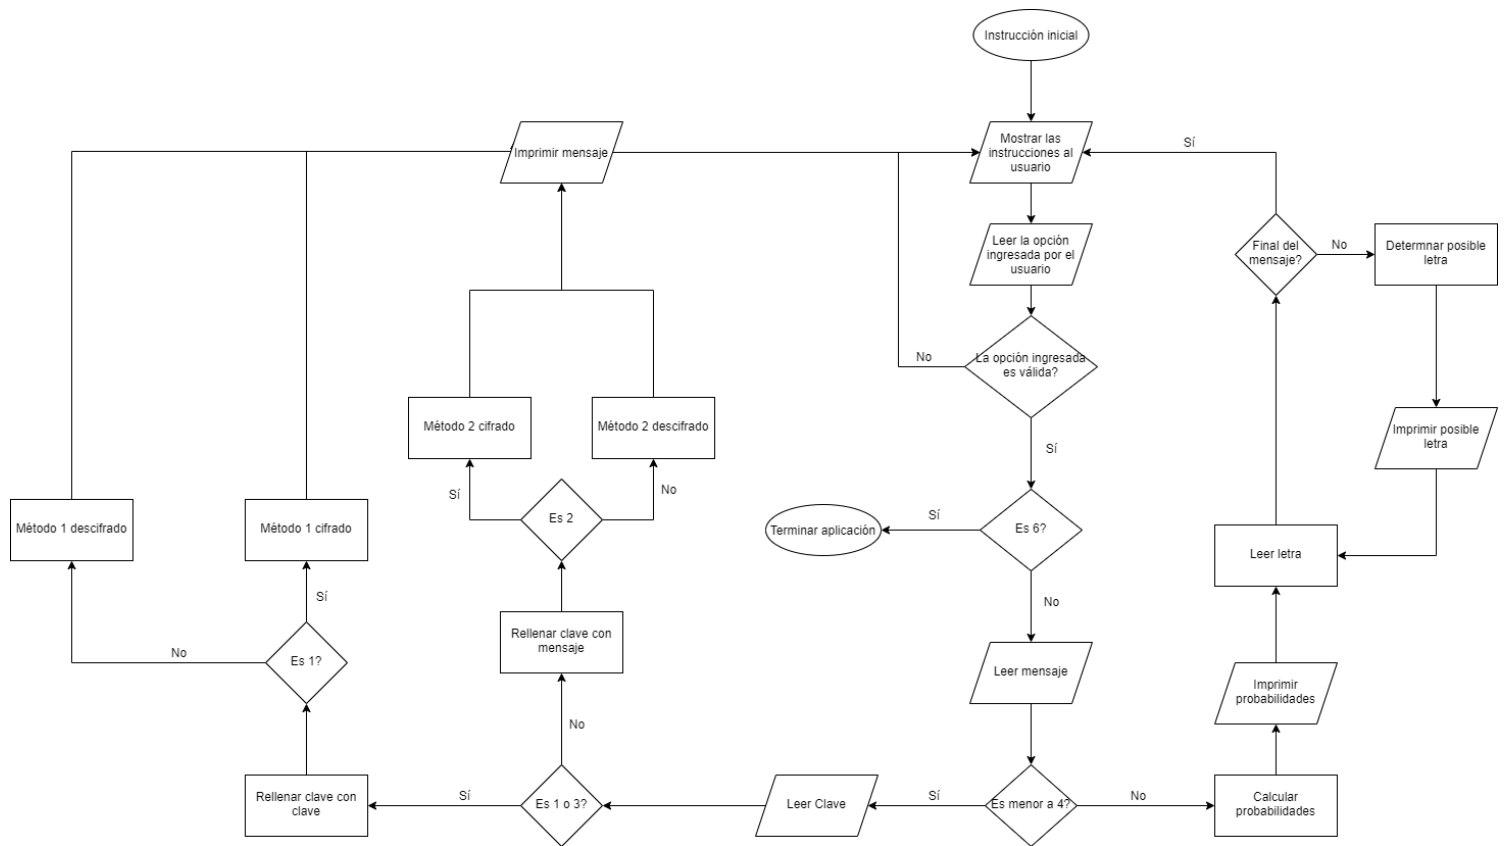 Instrucción inicial
Mostrar las
instrucciones al
usuario
Imprimir mensaje
Sí
Leer la opción
ingresada por el
usuario
Final del
mensaje?
No
Determnar posible
letra
La opción ingresada
es válida?
No
Sí
Método 2 cifrado
Método 2 descifrado
Imprimir posible
letra
Sí
Es 2
No
Método 1 descifrado
Método 1 cifrado
Terminar aplicación
Sí
Es 6?
No
Leer letra
Sí
Rellenar clave con
mensaje
No
Es 1?
Leer mensaje
Imprimir
probabilidades
No
Rellenar clave con
clave
Sí
Es 1 o 3?
Leer Clave
Sí
Es menor a 4?
No
Calcular
probabilidades